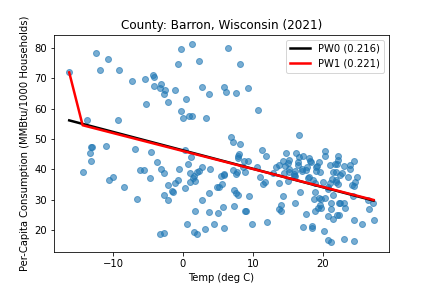 County: Barron, Wisconsin (2021)
PW0 (0.216)
PW1 (0.221)
Per-Capita Consumption (MMBtu/1000 Households)
80
70
60
50
40
30
20
−10 0 10 20
Temp (deg C)